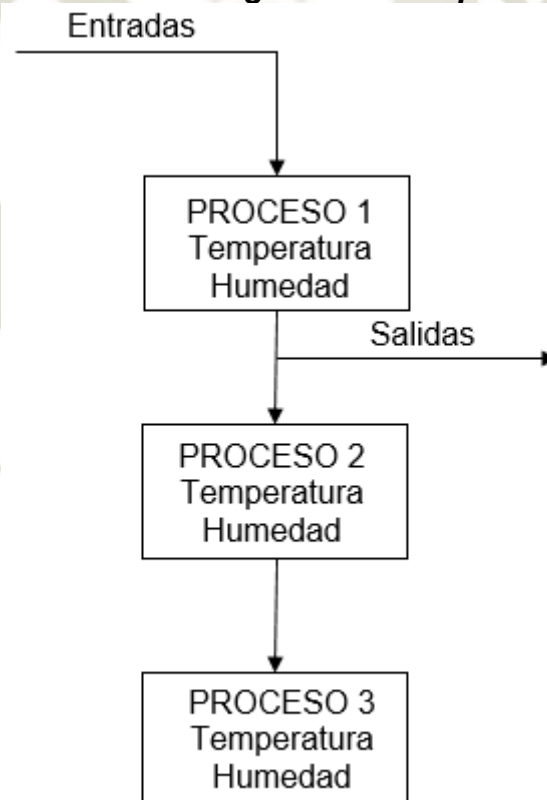 Entradas
PROCESO 1
Temperatura
Humedad
Salidas
PROCESO 2
Temperatura
Humedad
PROCESO 3
Temperatura
Humedad